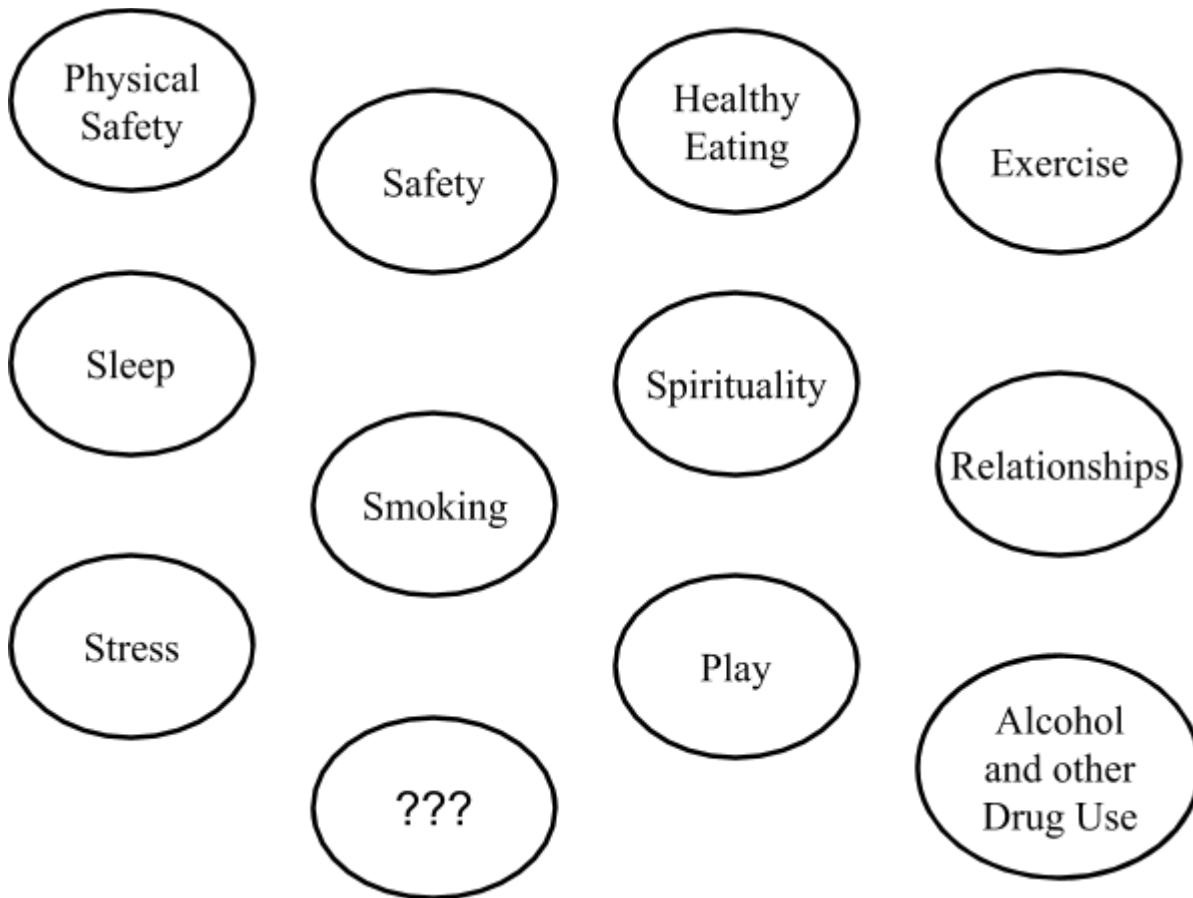 Physical
Safety
Safety
Healthy
Eating
Exercise
Sleep
Spirituality
Smoking
Relationships
Stress
Play
???
Alcohol
and other
Drug Use